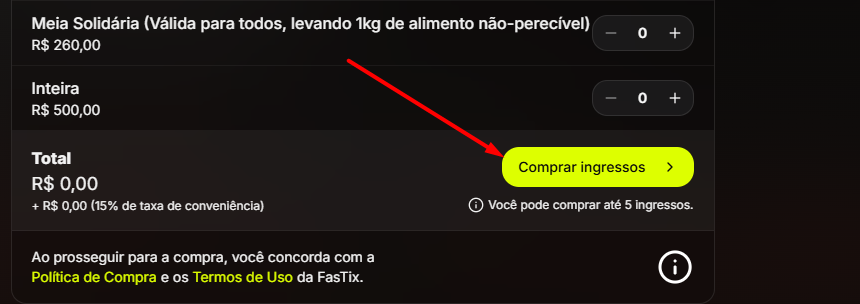 Meia Solidária (Válida para todos, levando 1kg de alimento não-perecível)
R$ 260,00
− 0 +
Inteira
R$ 500,00
− 0 +
Total
R$ 0,00
+ R$ 0,00 (15% de taxa de conveniência)
Comprar ingressos
Você pode comprar até 5 ingressos.
Ao prosseguir para a compra, você concorda com a
Política de Compra e os Termos de Uso da FasTix.